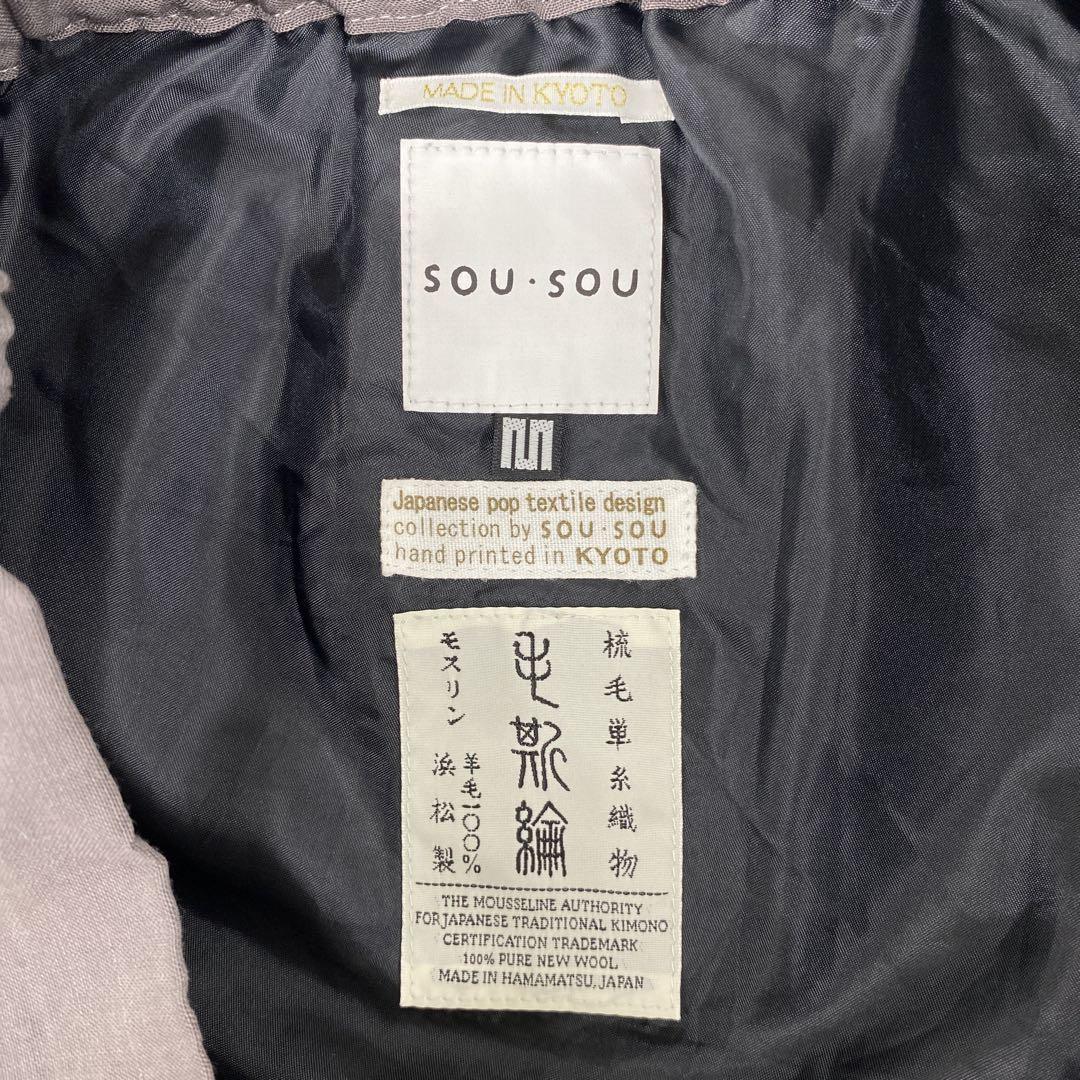 MADE IN KYOTO
SOU・SOU
Japanese pop textile design
collection by SOU・SOU
hand printed in KYOTO
梳毛単糸織物
毛斯綸
モスリン
羊毛一〇〇%
浜松製
THE MOUSSELINE AUTHORITY
FOR JAPANESE TRADITIONAL KIMONO
CERTIFICATION TRADEMARK
100% PURE NEW WOOL
MADE IN HAMAMATSU, JAPAN